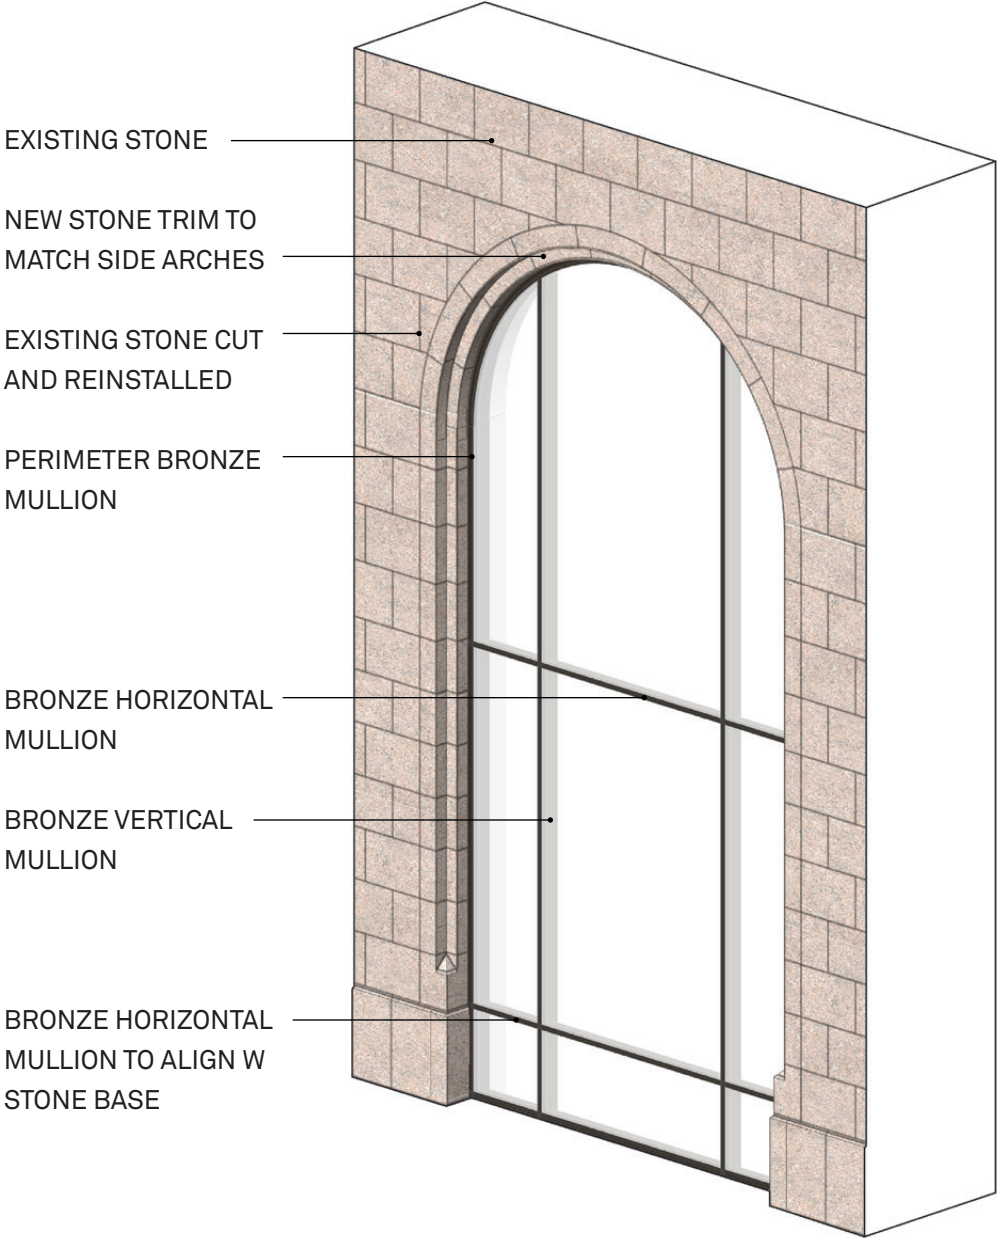 EXISTING STONE
NEW STONE TRIM TO
MATCH SIDE ARCHES
EXISTING STONE CUT
AND REINSTALLED
PERIMETER BRONZE
MULLION
BRONZE HORIZONTAL
MULLION
BRONZE VERTICAL
MULLION
BRONZE HORIZONTAL
MULLION TO ALIGN W
STONE BASE